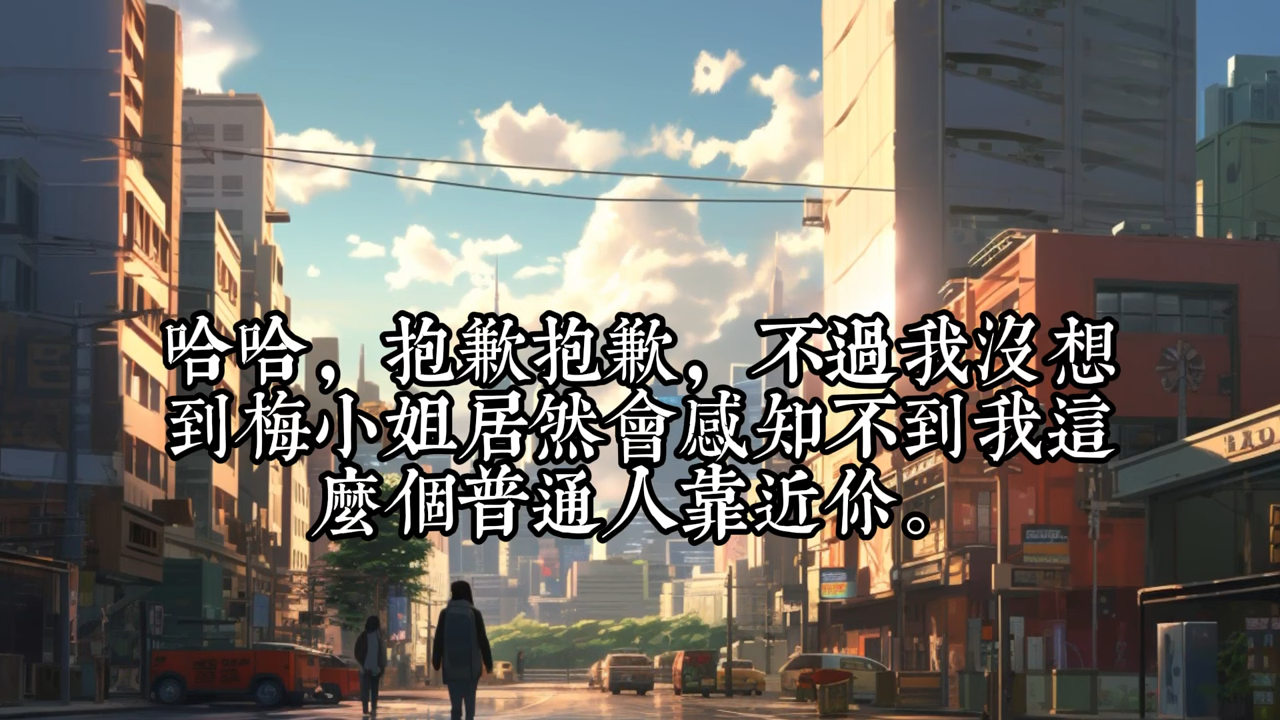 哈哈，抱歉抱歉，不過我沒想
到梅小姐居然會感知不到我這
麼個普通人靠近你。